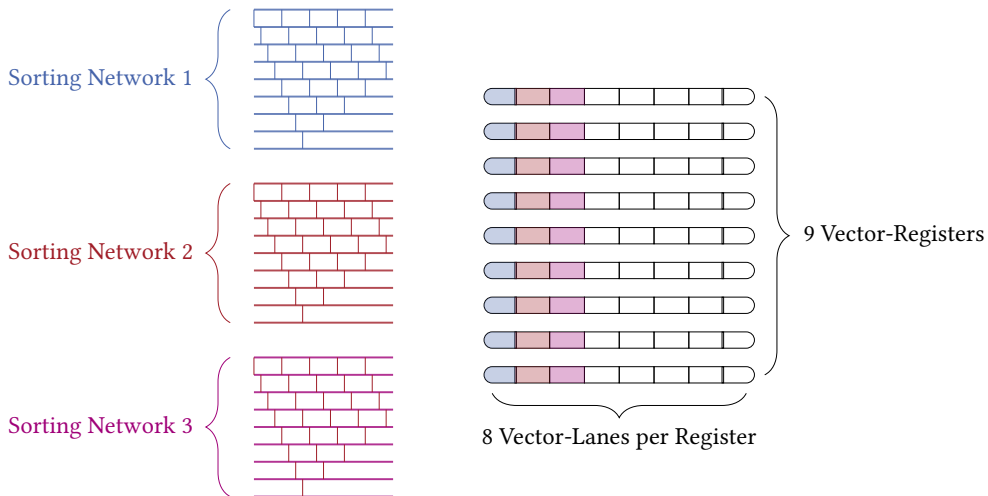 Sorting Network 1
Sorting Network 2
Sorting Network 3
9 Vector-Registers
8 Vector-Lanes per Register